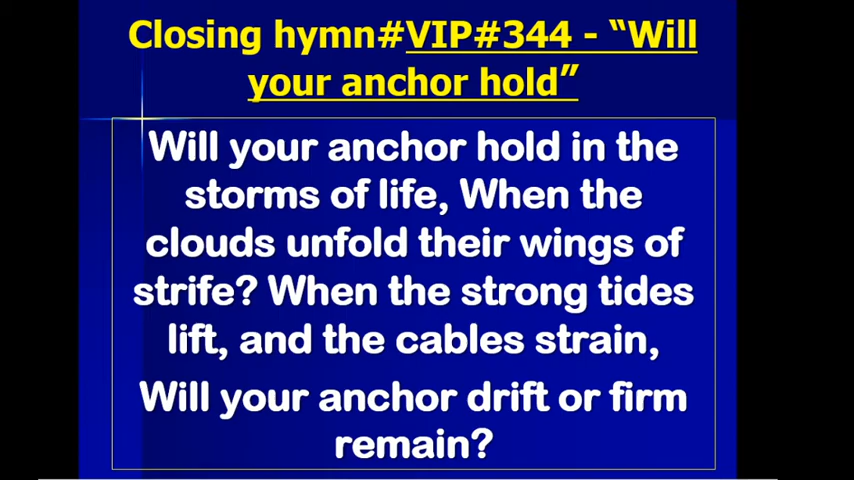 Closing hymn#VIP#344 - “Will
your anchor hold”
Will your anchor hold in the
storms of life, When the
clouds unfold their wings of
strife? When the strong tides
lift, and the cables strain,
Will your anchor drift or firm
remain?